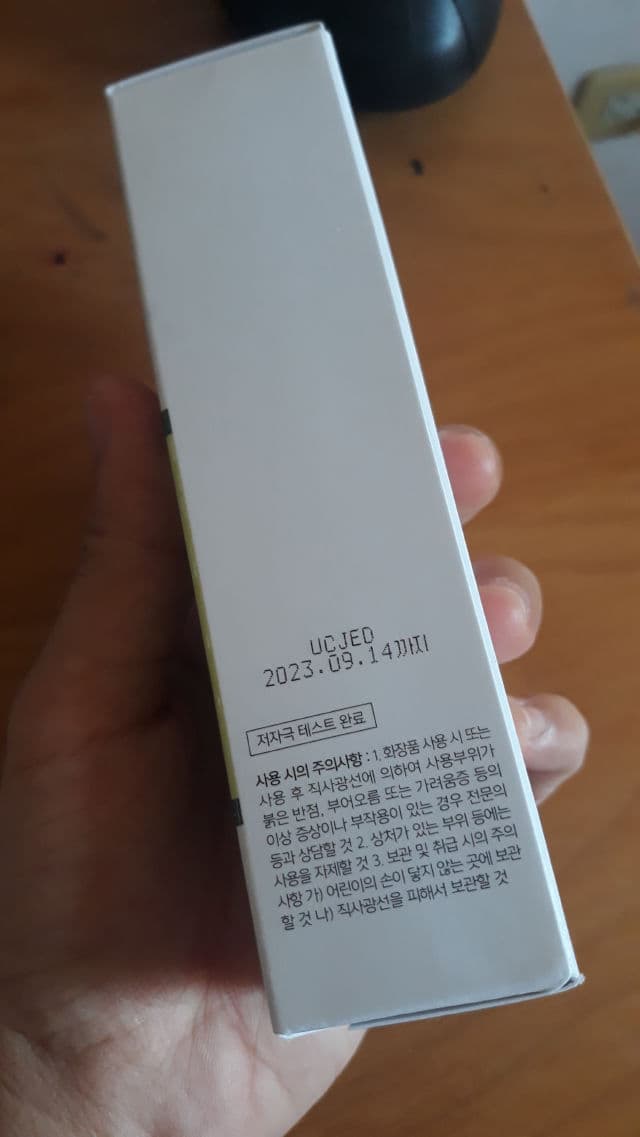 UCJED
2023.09.14까지
저자극 테스트 완료
사용 시의 주의사항 : 1. 화장품 사용 시 또는
사용 후 직사광선에 의하여 사용부위가
붉은 반점, 부어오름 또는 가려움증 등의
이상 증상이나 부작용이 있는 경우 전문의
등과 상담할 것 2. 상처가 있는 부위 등에는
사용을 자제할 것 3. 보관 및 취급 시의 주의
사항 가) 어린이의 손이 닿지 않는 곳에 보관
할 것 나) 직사광선을 피해서 보관할 것